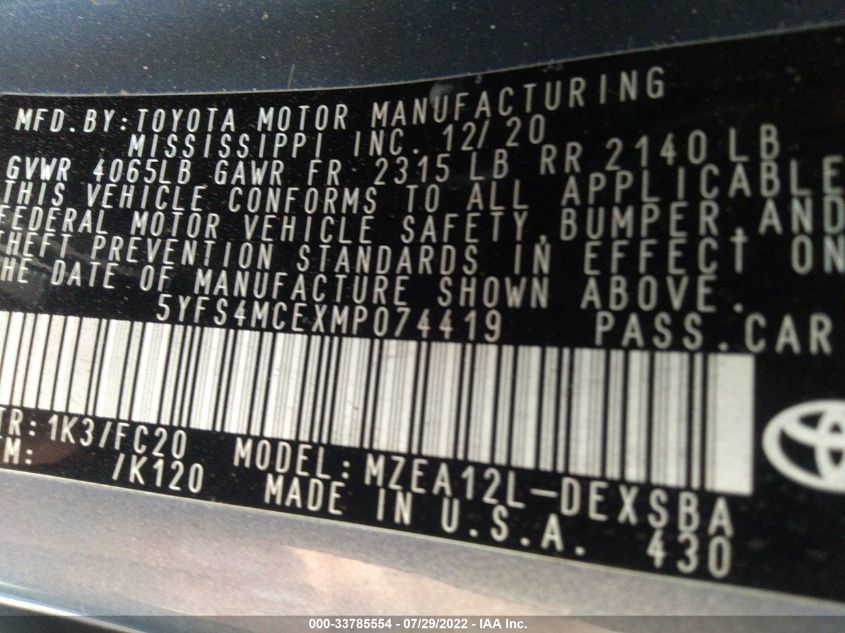 MFD.BY:TOYOTA MOTOR MANUFACTURING
MISSISSIPPI INC. 12/20
GVWR 4065LB GAWR FR 2315 LB RR 2140LB
THIS VEHICLE CONFORMS TO ALL APPLICABLE
FEDERAL MOTOR VEHICLE SAFETY,BUMPER,AND
THEFT PREVENTION STANDARDS IN EFFECT ON
HE DATE OF MANUFACTURE SHOWN ABOVE.
5YFS4MCEXMP074419 PASS.CAR
TR:1K3/FC20 MODEL:MZEA12L-DEXSBA
TM: /K120 MADE IN U.S.A. 430
000-33785554 - 07/29/2022 - IAA Inc.